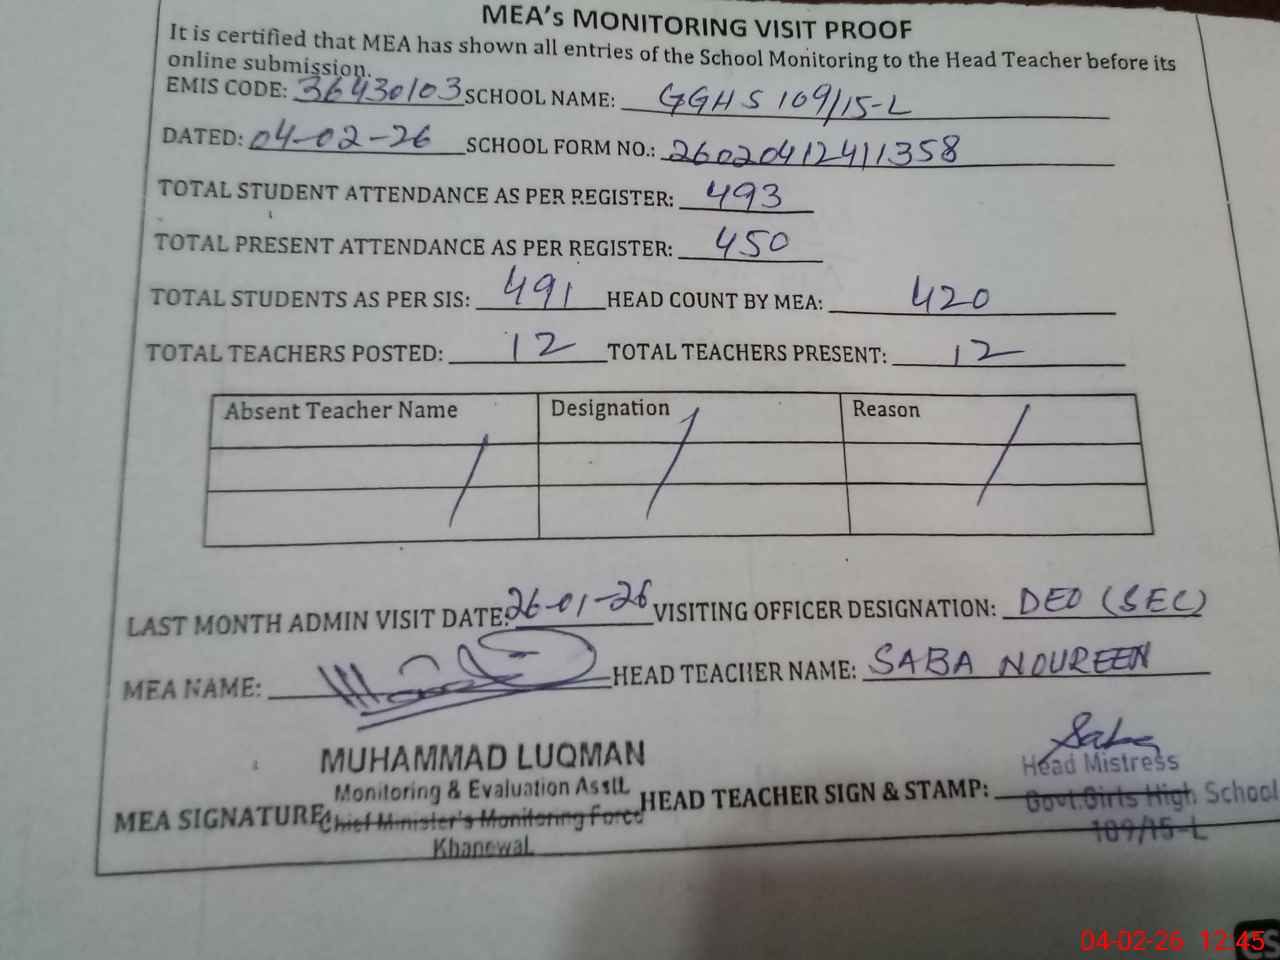 MEA's MONITORING VISIT PROOF
It is certified that MEA has shown all entries of the School Monitoring to the Head Teacher before its
online submission.
EMIS CODE: 36430103 SCHOOL NAME: GGHS 109/15-L
DATED: 04-02-26 SCHOOL FORM NO.: 26020412411358
TOTAL STUDENT ATTENDANCE AS PER REGISTER: 493
TOTAL PRESENT ATTENDANCE AS PER REGISTER: 450
TOTAL STUDENTS AS PER SIS: 491 HEAD COUNT BY MEA: 420
TOTAL TEACHERS POSTED: 12 TOTAL TEACHERS PRESENT: 12
Absent Teacher Name Designation Reason
LAST MONTH ADMIN VISIT DATE: 26-01-26 VISITING OFFICER DESIGNATION: DEO (SEC)
MEA NAME: HEAD TEACHER NAME: SABA NOUREEN
MUHAMMAD LUQMAN
Monitoring & Evaluation Asstt.
Chief Minister's Monitoring Force
Khanewal
MEA SIGNATURE: HEAD TEACHER SIGN & STAMP:
Saba
Head Mistress
Govt.Girls High School
109/15-L
04-02-26 12:45
CS